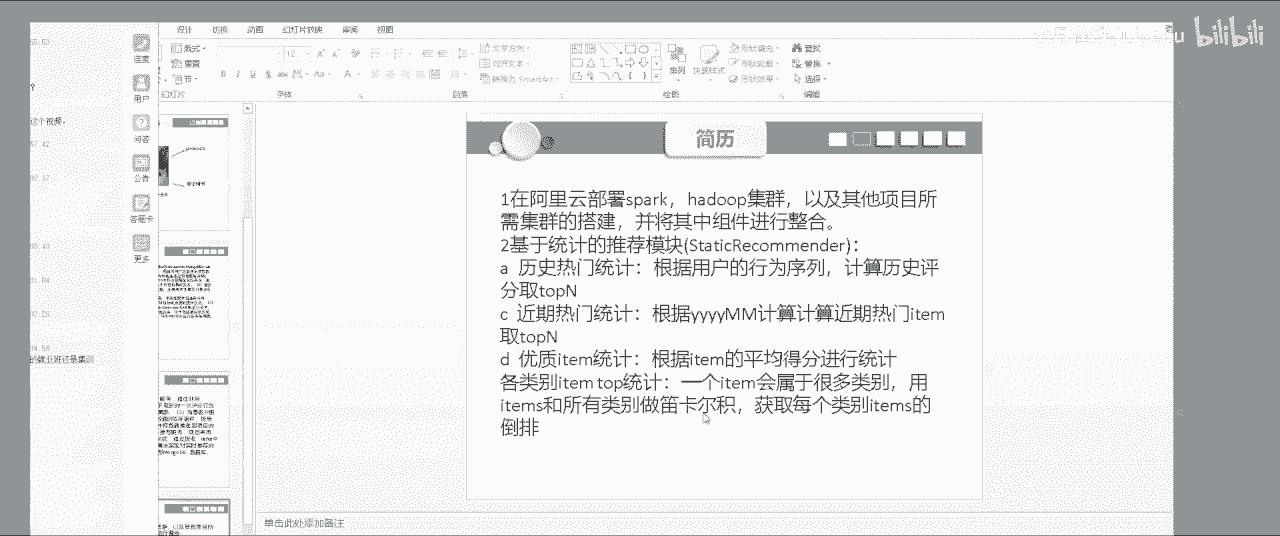 设计 切换 动画 幻灯片放映 审阅 视图
bilibili
版式
12
文字方向
形状填充
查找
连麦
重置
对齐文本
排列
快速样式
形状轮廓
替换
节
转换为 SmartArt
形状效果
选择
用户
幻灯片
字体
段落
绘图
编辑
这个视频。
问答
公告
答题卡
更多
简历
1在阿里云部署spark，hadoop集群，以及其他项目所
需集群的搭建，并将其中组件进行整合。
2基于统计的推荐模块(StaticRecommender)：
a 历史热门统计：根据用户的行为序列，计算历史评
分取topN
c 近期热门统计：根据yyyyMM计算计算近期热门item
取topN
d 优质item统计：根据item的平均得分进行统计
各类别item top统计：一个item会属于很多类别，用
items和所有类别做笛卡尔积，获取每个类别items的
倒排
单击此处添加备注